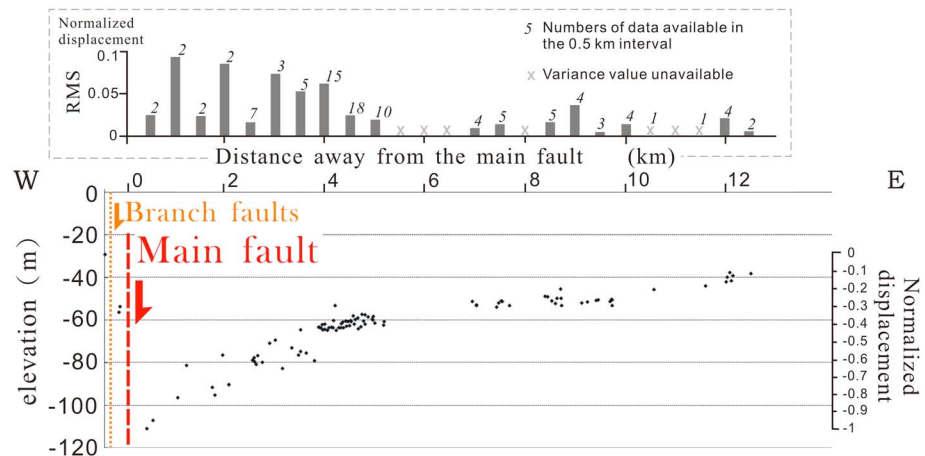 Normalized
displacement
0.1
0.05
0
RMS
2
2
2
2
7
3
5
15
18
10
x
x
x
4
5
x
5
4
3
4
1
x
x
1
4
2
5 Numbers of data available in
the 0.5 km interval
x Variance value unavailable
Distance away from the main fault (km)
W
E
0 2 4 6 8 10 12
Branch faults
Main fault
elevation (m)
0
-20
-40
-60
-80
-100
-120
0
-0.1
-0.2
-0.3
-0.4
-0.5
-0.6
-0.7
-0.8
-0.9
-1
Normalized
displacement